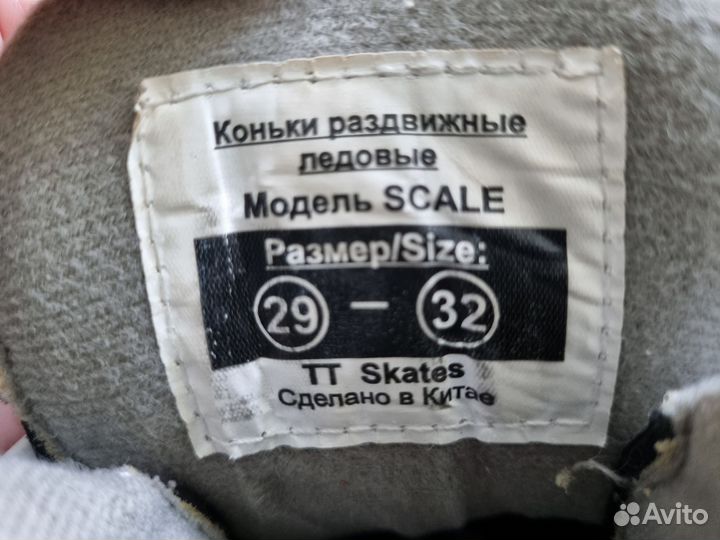 Коньки раздвижные
ледовые
Модель SCALE
Размер/Size:
29 — 32
TT Skates
Сделано в Китае
Avito